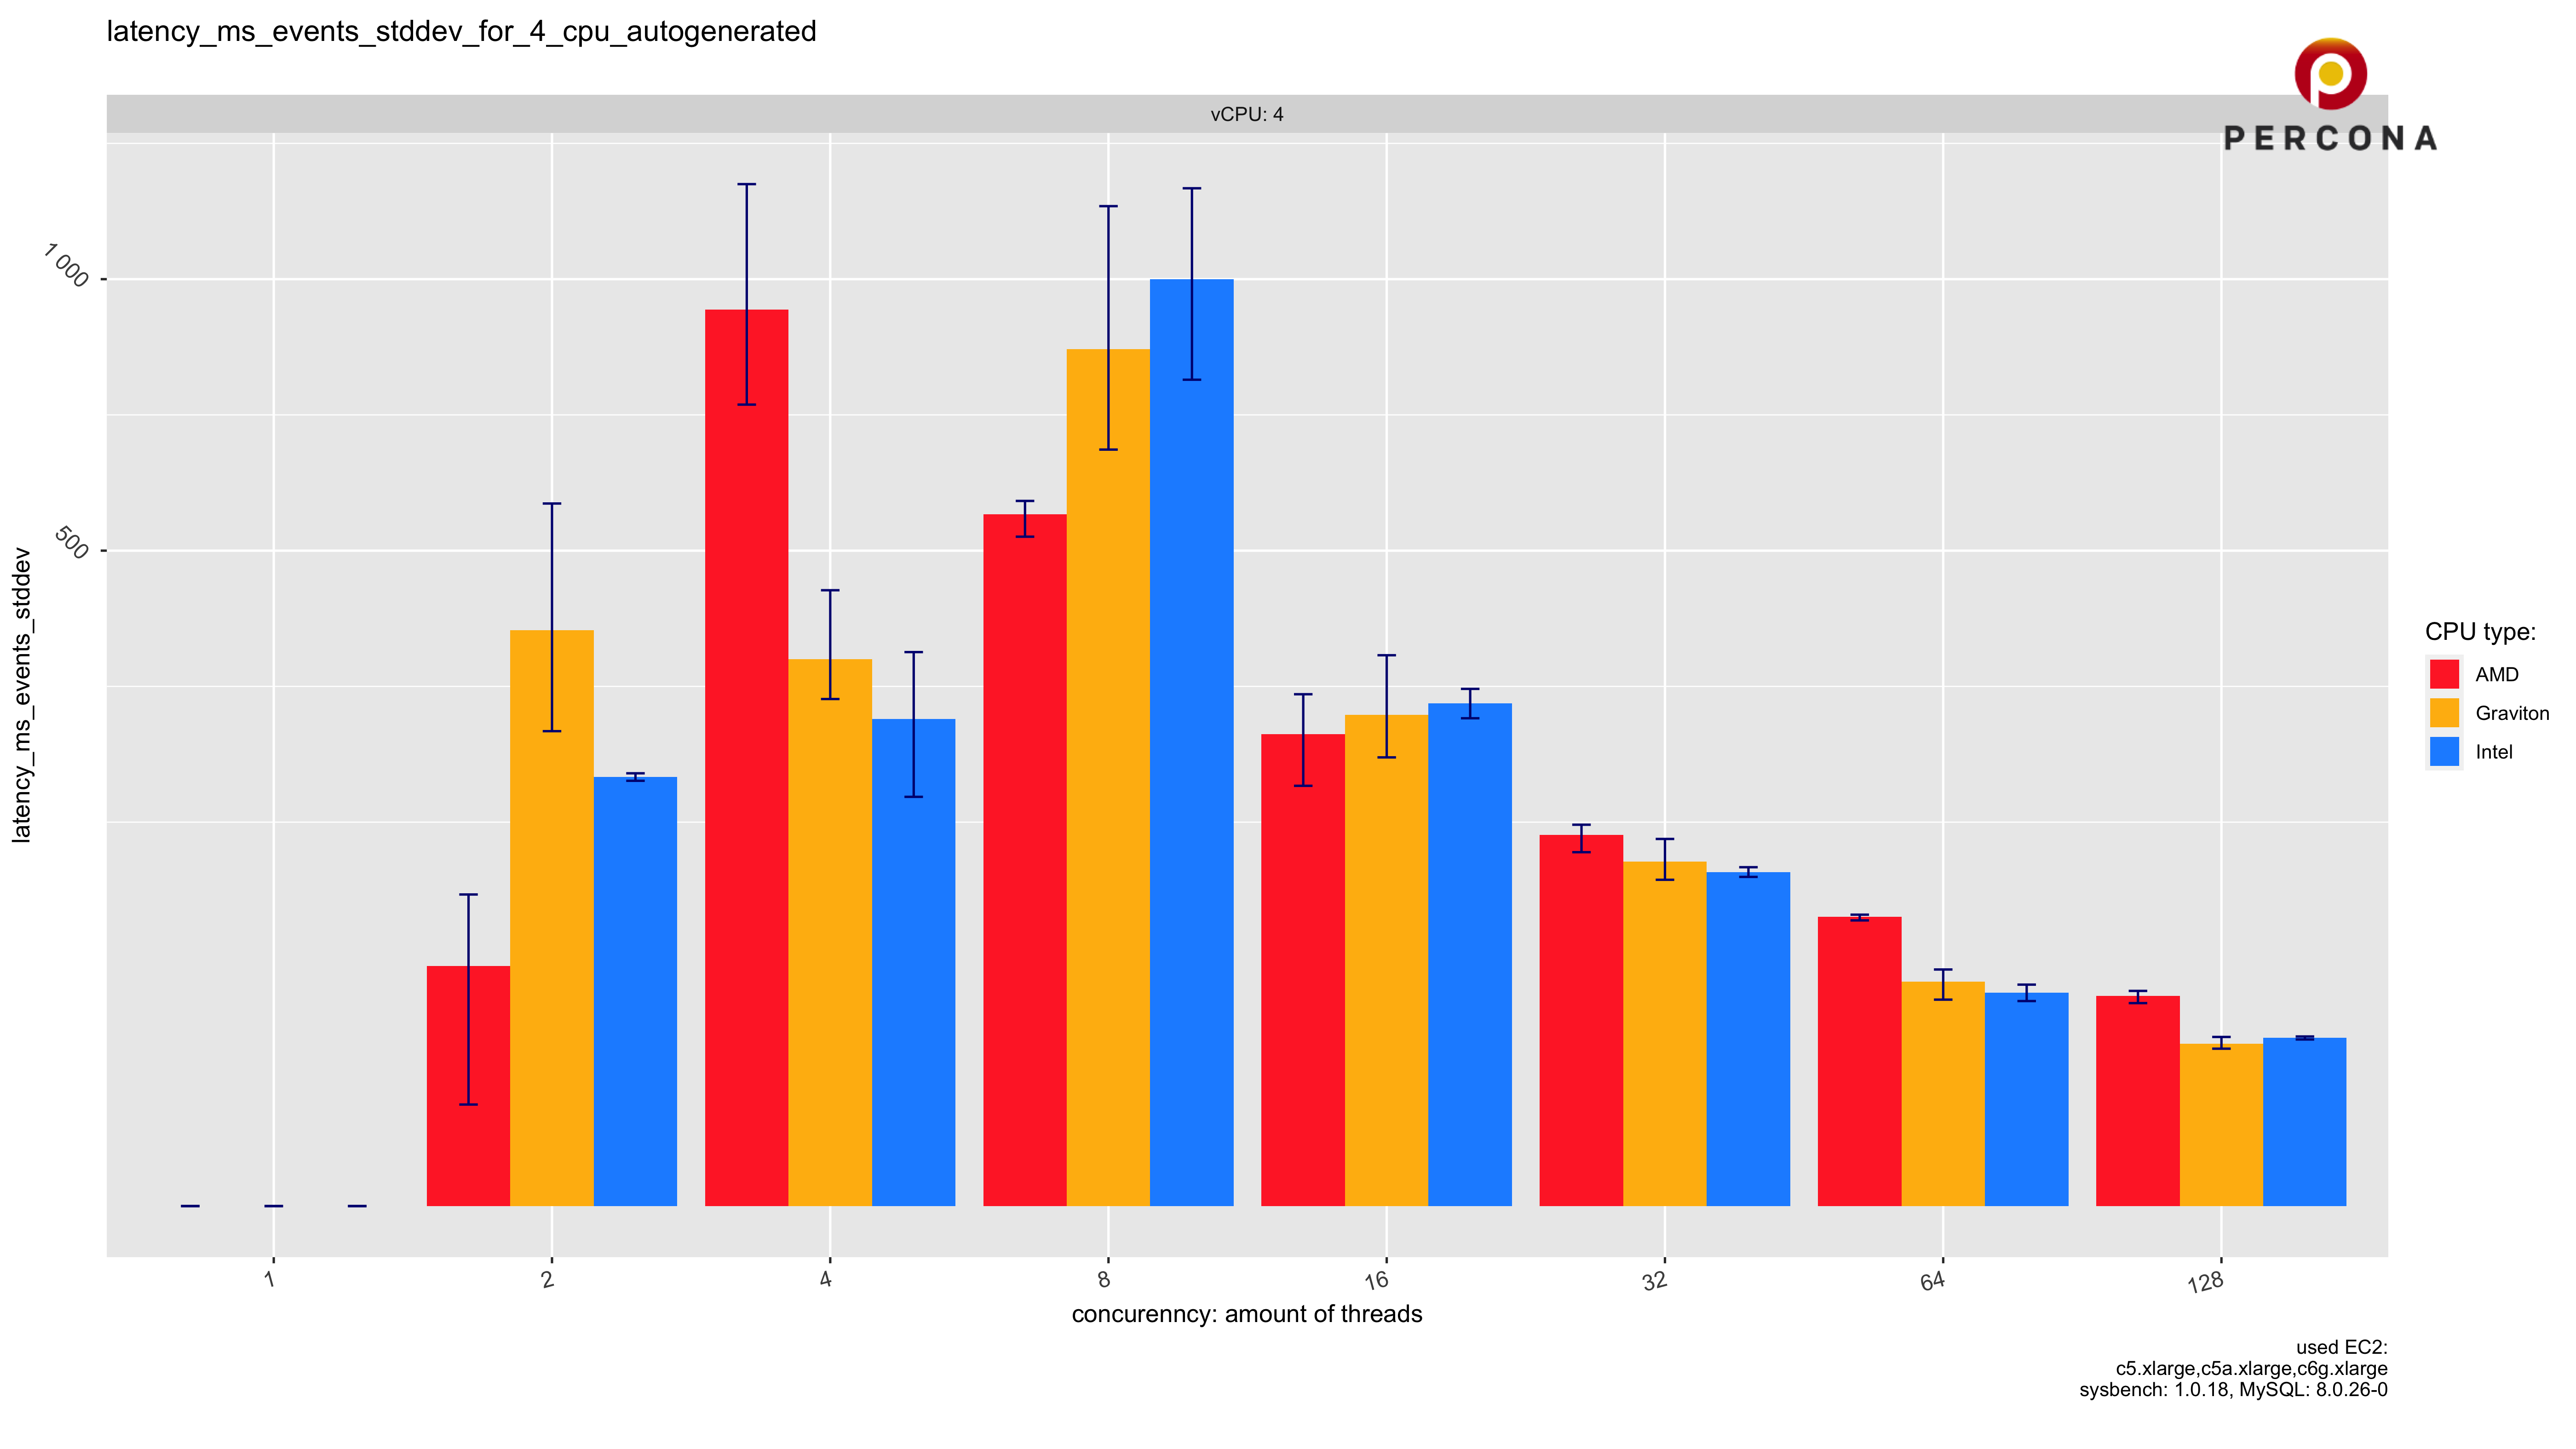 latency_ms_events_stddev_for_4_cpu_autogenerated
PERCONA
vCPU: 4
1 000
500
latency_ms_events_stddev
CPU type:
AMD
Graviton
Intel
1 2 4 8 16 32 64 128
concurenncy: amount of threads
used EC2:
c5.xlarge,c5a.xlarge,c6g.xlarge
sysbench: 1.0.18, MySQL: 8.0.26-0